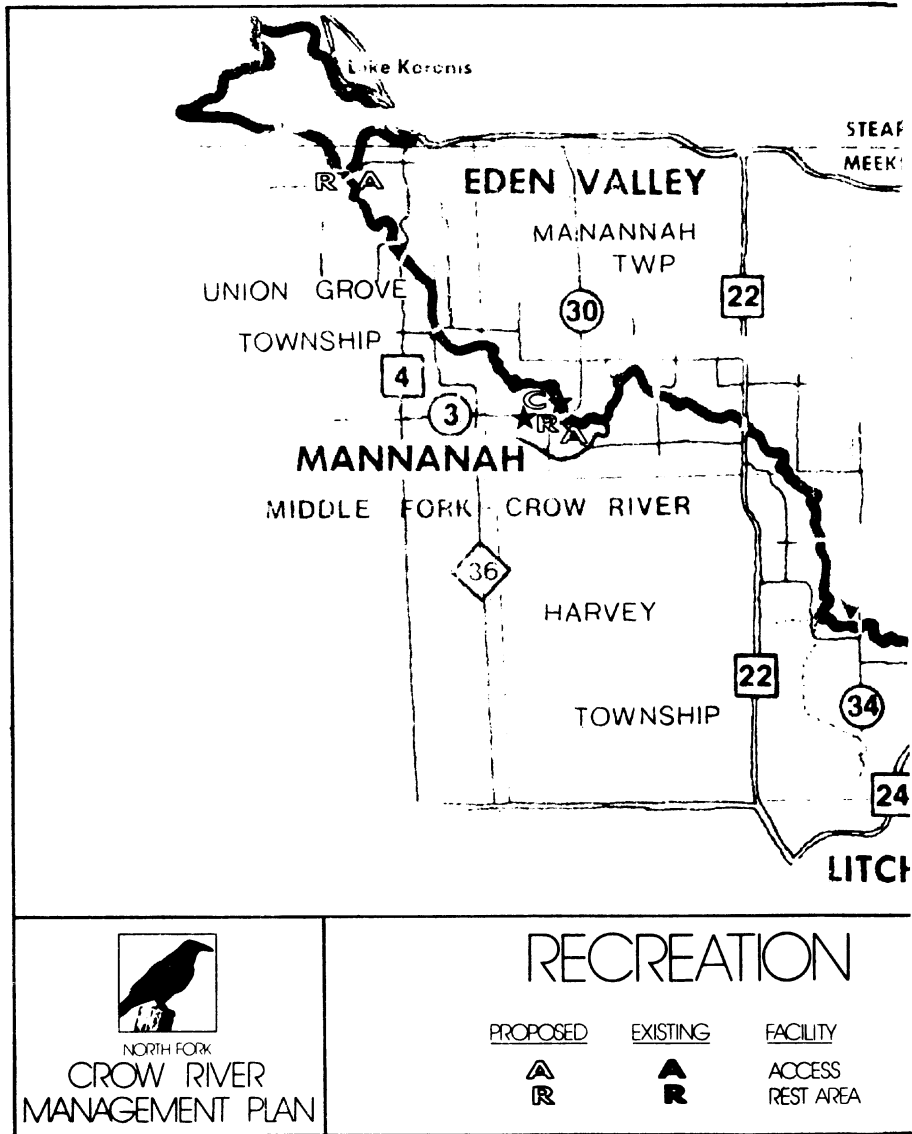 Lake Koronis
STEAR
MEEK
R A
EDEN VALLEY
MANANNAH
TWP
UNION GROVE
22
30
TOWNSHIP
4
C
3
R A
MANNANAH
MIDDLE FORK CROW RIVER
36
HARVEY
22
TOWNSHIP
34
24
LITCH
RECREATION
NORTH FORK
CROW RIVER
MANAGEMENT PLAN
PROPOSED EXISTING FACILITY
A A ACCESS
R R REST AREA